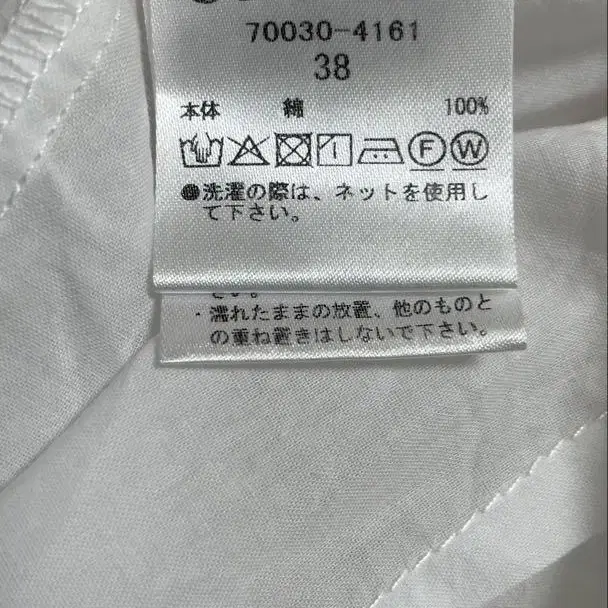 70030-4161
38
本体 綿 100%
F W
●洗濯の際は、ネットを使用し
て下さい。
さい。
・濡れたままの放置、他のものと
の重ね置きはしないで下さい。